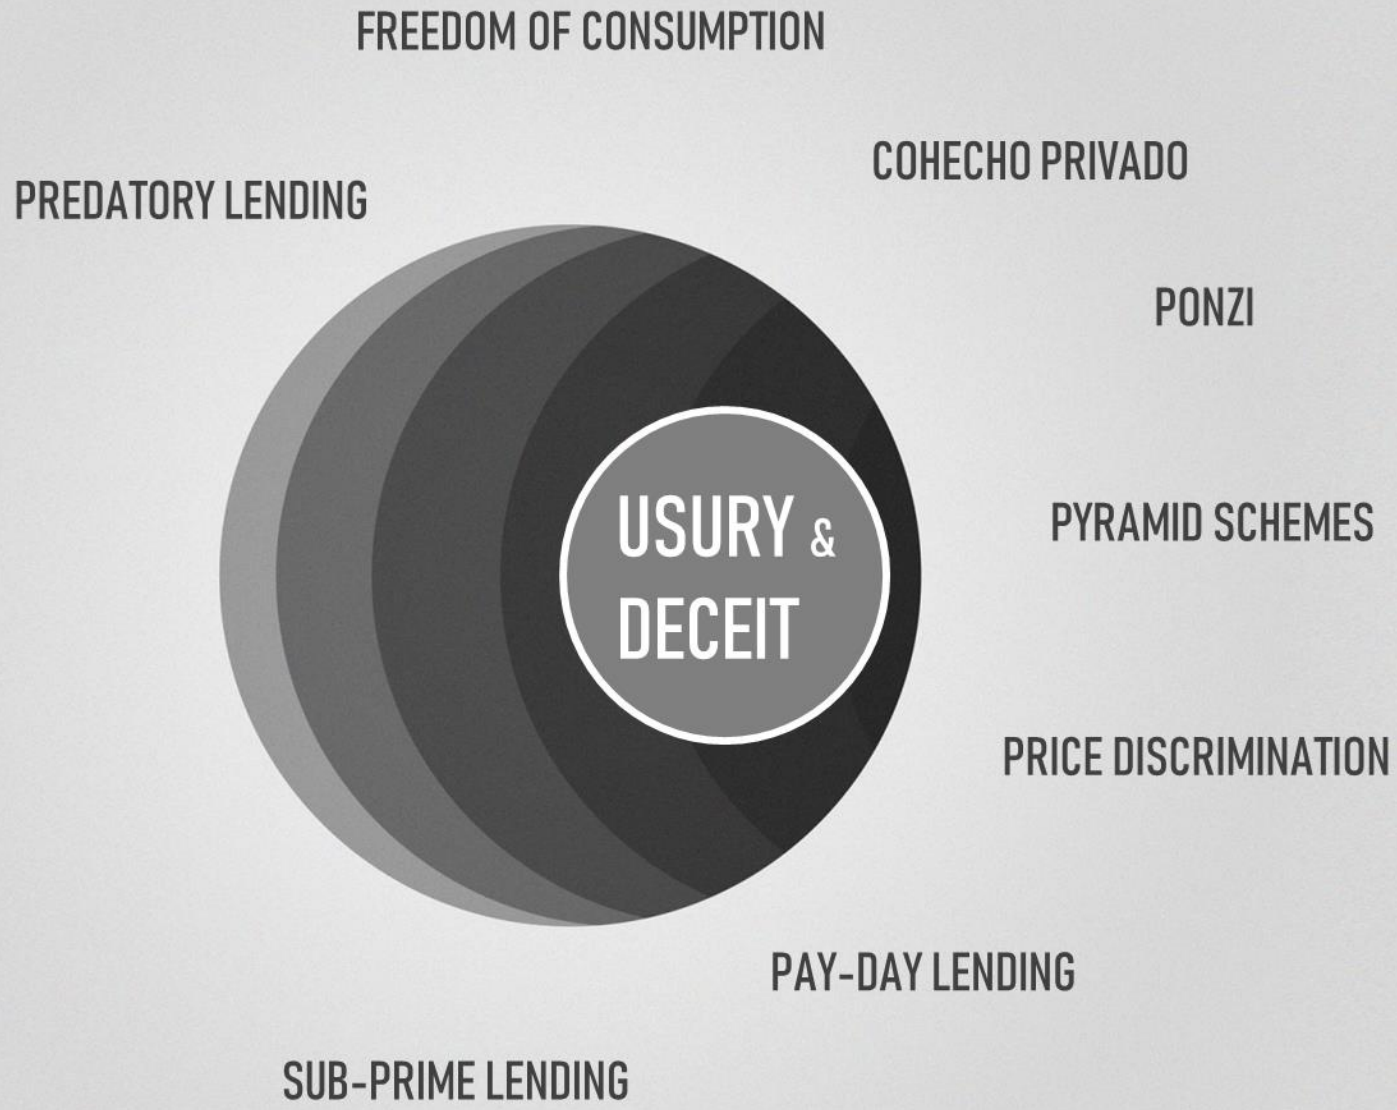 FREEDOM OF CONSUMPTION
COHECHO PRIVADO
PREDATORY LENDING
PONZI
USURY &
DECEIT
PYRAMID SCHEMES
PRICE DISCRIMINATION
PAY-DAY LENDING
SUB-PRIME LENDING